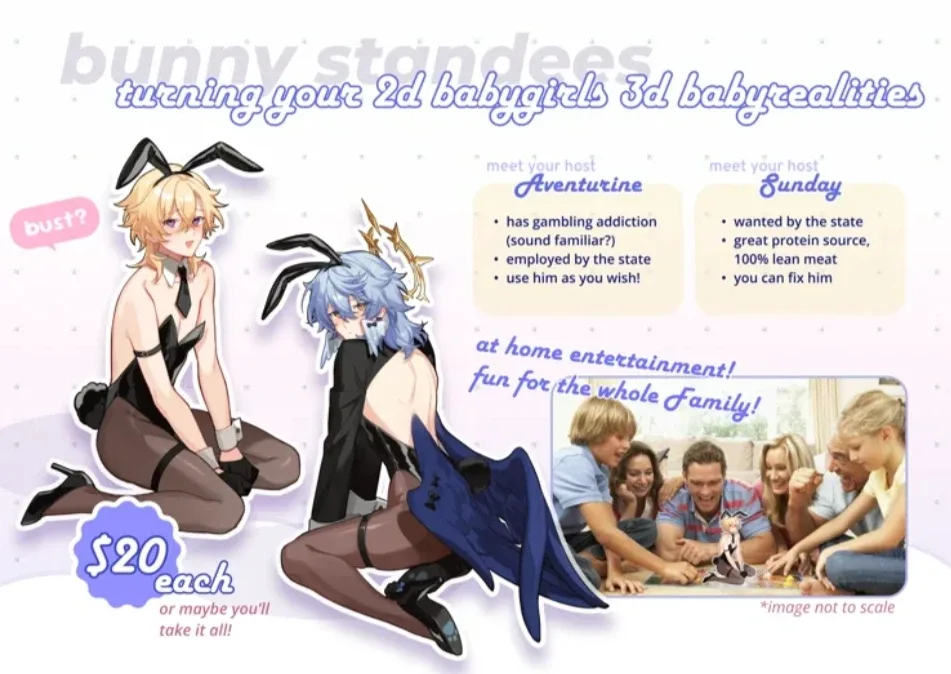 bunny standees
turning your 2d babygirls 3d babyrealities
bust?
meet your host
Aventurine
• has gambling addiction
(sound familiar?)
• employed by the state
• use him as you wish!
meet your host
Sunday
• wanted by the state
• great protein source,
100% lean meat
• you can fix him
at home entertainment!
fun for the whole Family!
$20
each
or maybe you'll
take it all!
*image not to scale